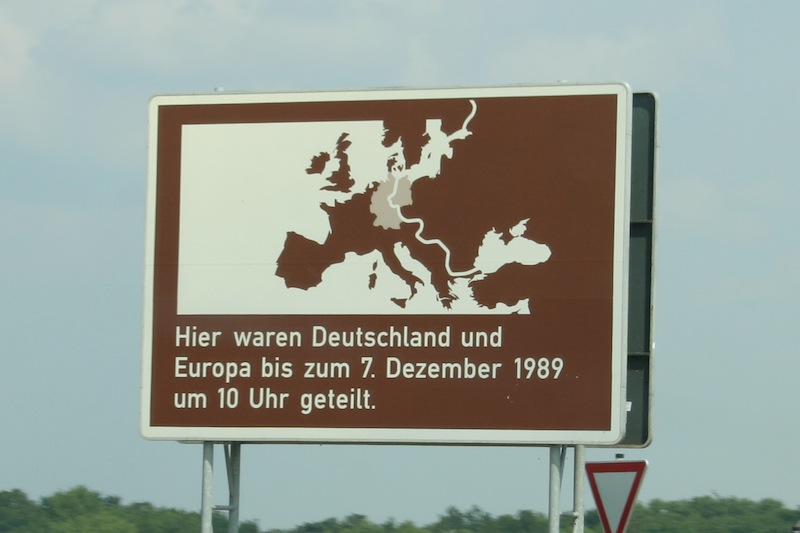 Hier waren Deutschland und
Europa bis zum 7. Dezember 1989
um 10 Uhr geteilt.